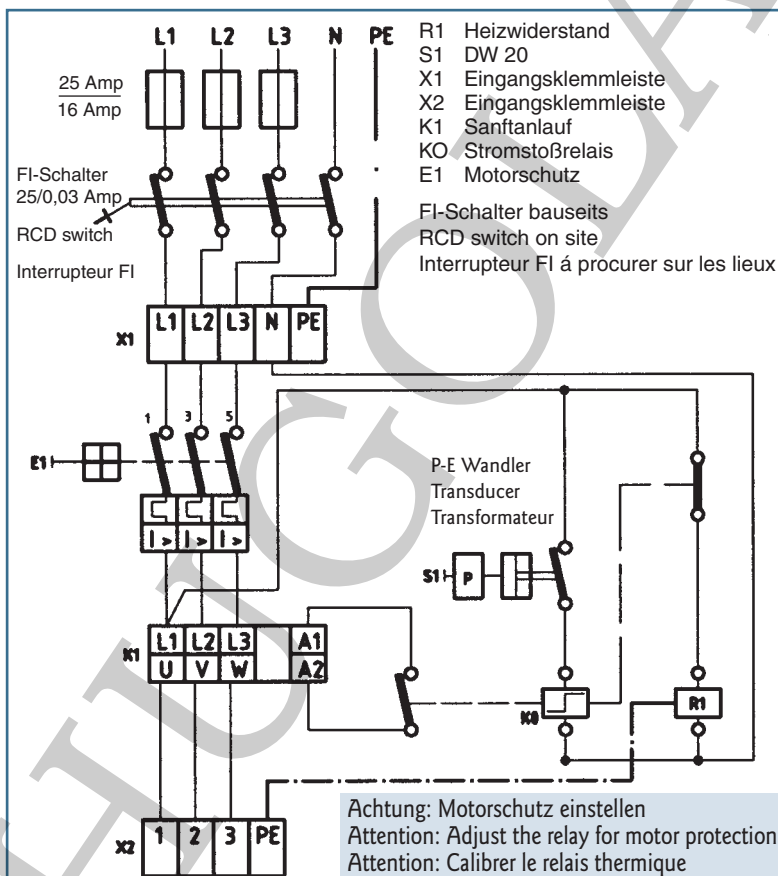 L1 L2 L3 N PE
25 Amp
16 Amp
R1 Heizwiderstand
S1 DW 20
X1 Eingangsklemmleiste
X2 Eingangsklemmleiste
K1 Sanftanlauf
KO Stromstoßrelais
E1 Motorschutz
FI-Schalter bauseits
RCD switch on site
Interrupteur FI á procurer sur les lieux
FI-Schalter
25/0,03 Amp
RCD switch
Interrupteur FI
X1 L1 L2 L3 N PE
1 3 5
E1
I> I> I>
P-E Wandler
Transducer
Transformateur
S1 P
X1 L1 L2 L3 A1
U V W A2
K0 R1
X2 1 2 3 PE
Achtung: Motorschutz einstellen
Attention: Adjust the relay for motor protection
Attention: Calibrer le relais thermique
HUGOLA